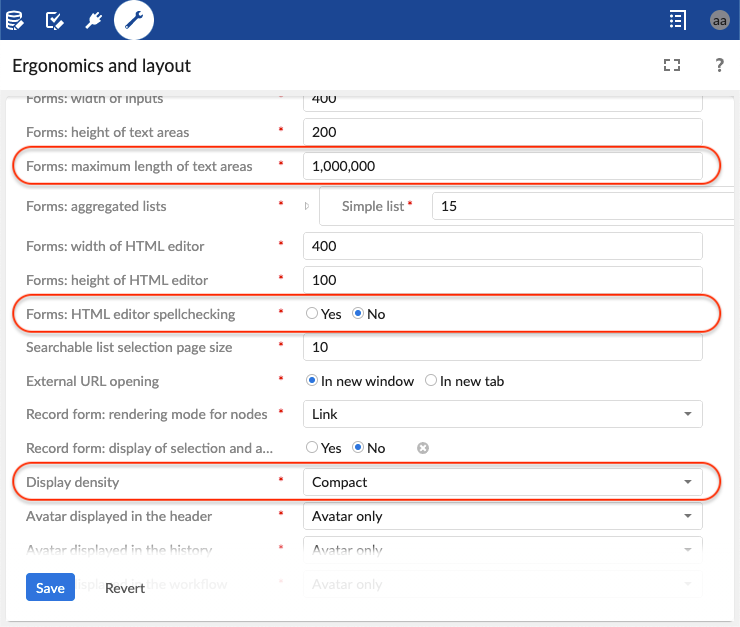 aa
Ergonomics and layout
?
Forms: width of inputs * 400
Forms: height of text areas * 200
Forms: maximum length of text areas * 1,000,000
Forms: aggregated lists * Simple list * 15
Forms: width of HTML editor * 400
Forms: height of HTML editor * 100
Forms: HTML editor spellchecking * Yes No
Searchable list selection page size * 10
External URL opening * In new window In new tab
Record form: rendering mode for nodes * Link
Record form: display of selection and a... * Yes No
Display density * Compact
Avatar displayed in the header * Avatar only
Avatar displayed in the history * Avatar only
displayed in the workflow * Avatar only
Save Revert